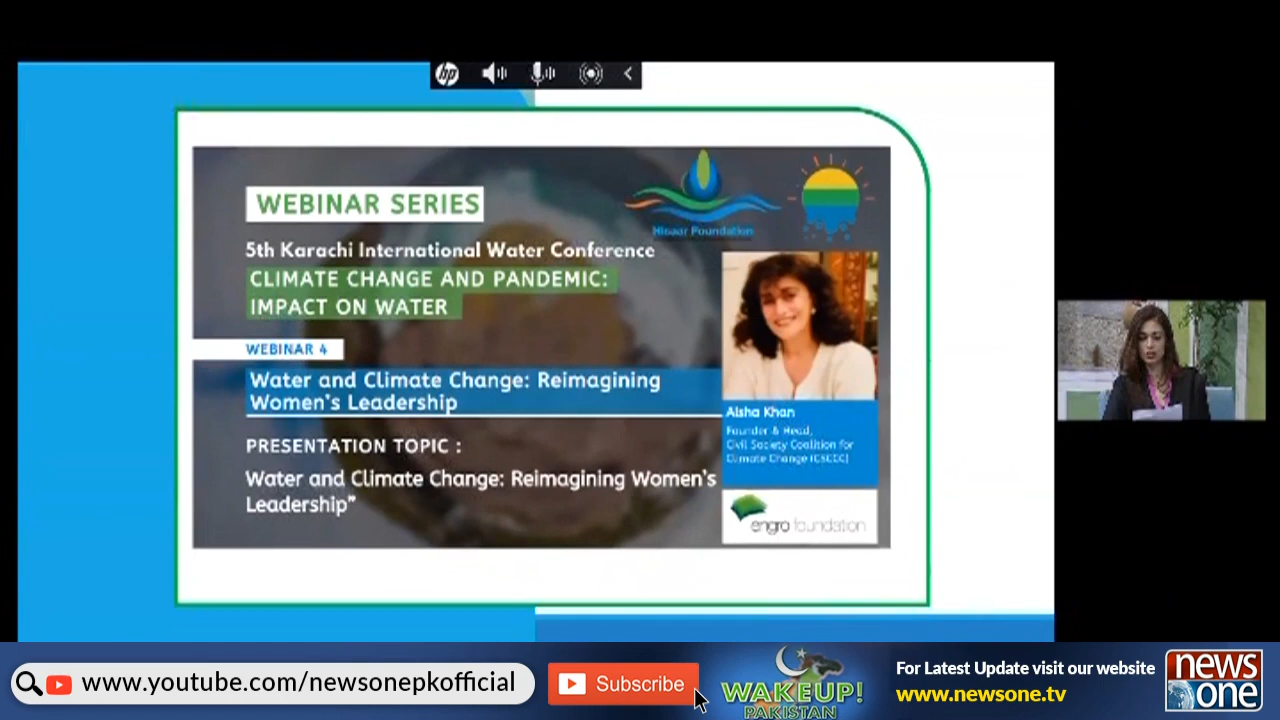 hp
WEBINAR SERIES
Hisaar Foundation
5th Karachi International Water Conference
CLIMATE CHANGE AND PANDEMIC:
IMPACT ON WATER
WEBINAR 4
Water and Climate Change: Reimagining
Women's Leadership
PRESENTATION TOPIC :
Water and Climate Change: Reimagining Women's
Leadership"
Aisha Khan
Founder & Head,
Civil Society Coalition for
Climate Change (CSCCC)
engro foundation
www.youtube.com/newsonepkofficial
Subscribe
WAKEUP!
PAKISTAN
For Latest Update visit our website
www.newsone.tv
news
one